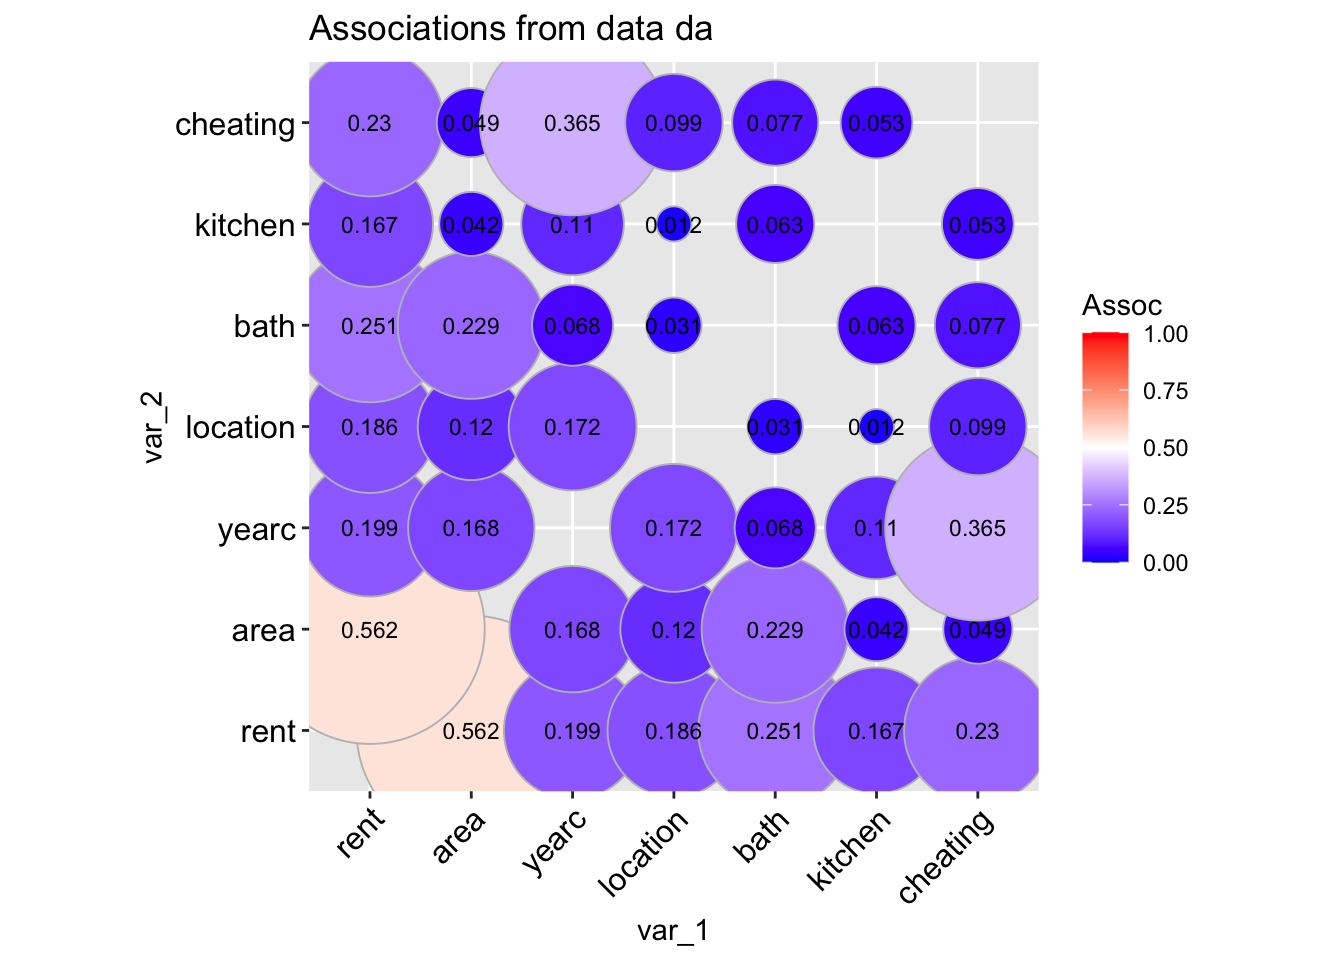 Associations from data da
cheating 0.23 0.049 0.365 0.099 0.077 0.053
kitchen 0.167 0.042 0.11 0.012 0.063 0.053
bath 0.251 0.229 0.068 0.031 0.063 0.077
location 0.186 0.12 0.172 0.031 0.012 0.099
yearc 0.199 0.168 0.172 0.068 0.11 0.365
area 0.562 0.168 0.12 0.229 0.042 0.049
rent 0.562 0.199 0.186 0.251 0.167 0.23
var_2
rent area yearc location bath kitchen cheating
var_1
Assoc
1.00
0.75
0.50
0.25
0.00